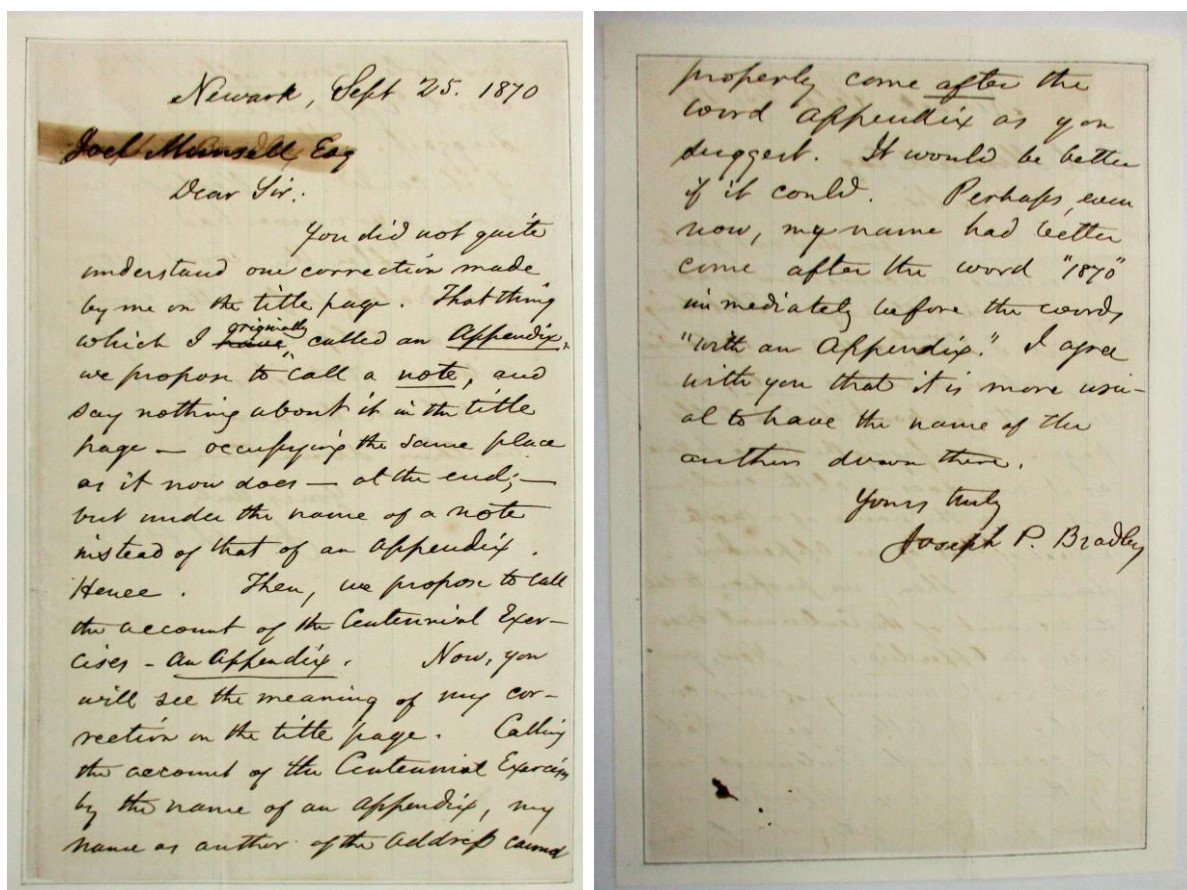 Newark, Sept 25. 1870
Joel Munsell Esq
Dear Sir:
You did not quite
understand one correction made
by me on the title page. That thing
which I originally called an Appendix,
we propose to call a note, and
say nothing about it in the title
page — occupying the same place
as it now does — at the end; —
but under the name of a note
instead of that of an appendix.
Hence. Then, we propose to call
the account of the Centennial Exer-
cises - An Appendix. Now, you
will see the meaning of my cor-
rection on the title page. Calling
the account of the Centennial Exercises
by the name of an appendix, my
name as author of the Address cannot
properly come after the
word appendix as you
suggest. It would be better
if it could. Perhaps, even
now, my name had better
come after the word "1870"
immediately before the words
"with an Appendix." I agree
with you that it is more usu-
al to have the name of the
authors down there.
Yours truly
Joseph P. Bradley